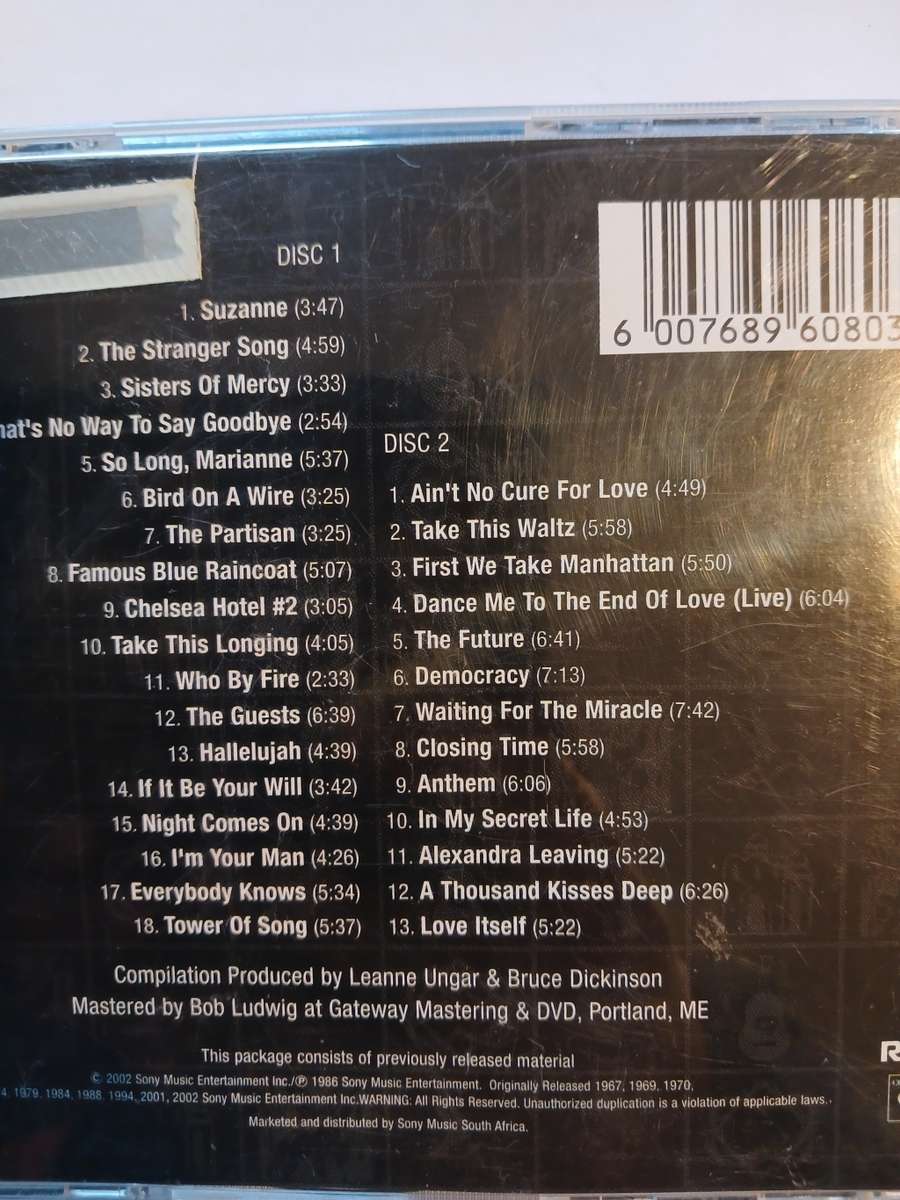 DISC 1
1. Suzanne (3:47)
2. The Stranger Song (4:59)
3. Sisters Of Mercy (3:33)
hat's No Way To Say Goodbye (2:54)
5. So Long, Marianne (5:37)
6. Bird On A Wire (3:25)
7. The Partisan (3:25)
8. Famous Blue Raincoat (5:07)
9. Chelsea Hotel #2 (3:05)
10. Take This Longing (4:05)
11. Who By Fire (2:33)
12. The Guests (6:39)
13. Hallelujah (4:39)
14. If It Be Your Will (3:42)
15. Night Comes On (4:39)
16. I'm Your Man (4:26)
17. Everybody Knows (5:34)
18. Tower Of Song (5:37)
6 007689 60803
DISC 2
1. Ain't No Cure For Love (4:49)
2. Take This Waltz (5:58)
3. First We Take Manhattan (5:50)
4. Dance Me To The End Of Love (Live) (6:04)
5. The Future (6:41)
6. Democracy (7:13)
7. Waiting For The Miracle (7:42)
8. Closing Time (5:58)
9. Anthem (6:06)
10. In My Secret Life (4:53)
11. Alexandra Leaving (5:22)
12. A Thousand Kisses Deep (6:26)
13. Love Itself (5:22)
Compilation Produced by Leanne Ungar & Bruce Dickinson
Mastered by Bob Ludwig at Gateway Mastering & DVD, Portland, ME
This package consists of previously released material
© 2002 Sony Music Entertainment Inc./℗ 1986 Sony Music Entertainment. Originally Released 1967, 1969, 1970,
4, 1979, 1984, 1988, 1994, 2001, 2002 Sony Music Entertainment Inc.WARNING: All Rights Reserved. Unauthorized duplication is a violation of applicable laws.
Marketed and distributed by Sony Music South Africa.